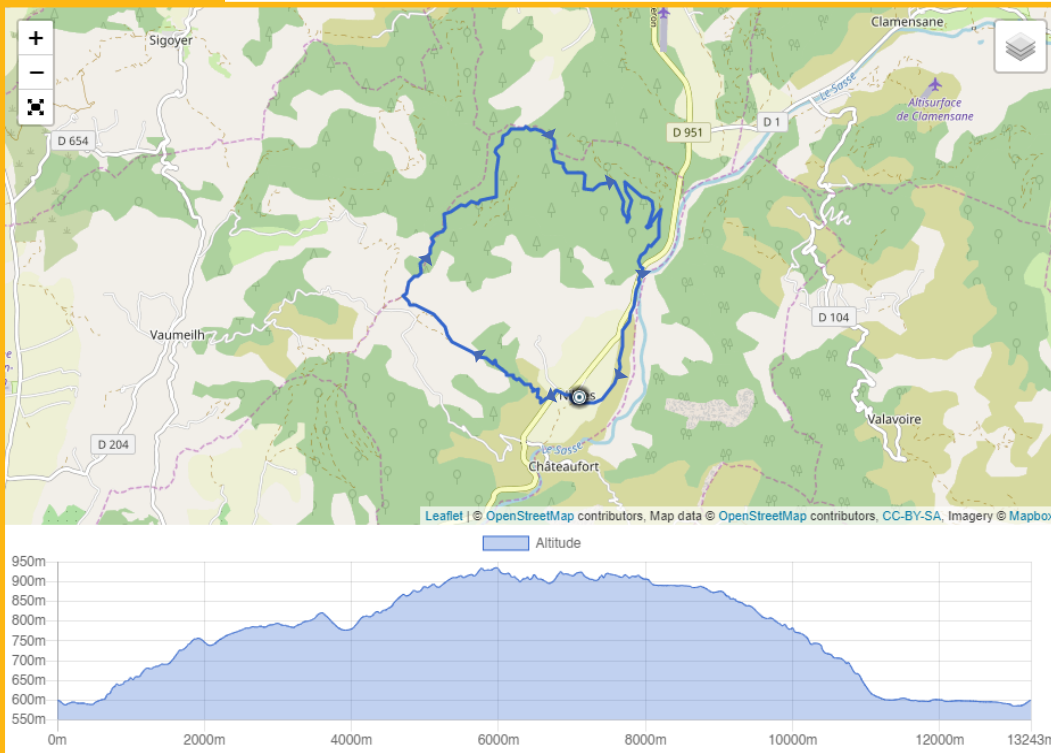 +
−
Sigoyer
Clamensane
Le Sasse
Altisurface
de Clamensane
D 951
D 1
D 654
D 104
Vaumeilh
Valavoire
D 204
Le Sasse
Châteaufort
Leaflet | © OpenStreetMap contributors, Map data © OpenStreetMap contributors, CC-BY-SA, Imagery © Mapbox
Altitude
950m
900m
850m
800m
750m
700m
650m
600m
550m
0m 2000m 4000m 6000m 8000m 10000m 12000m 13243m